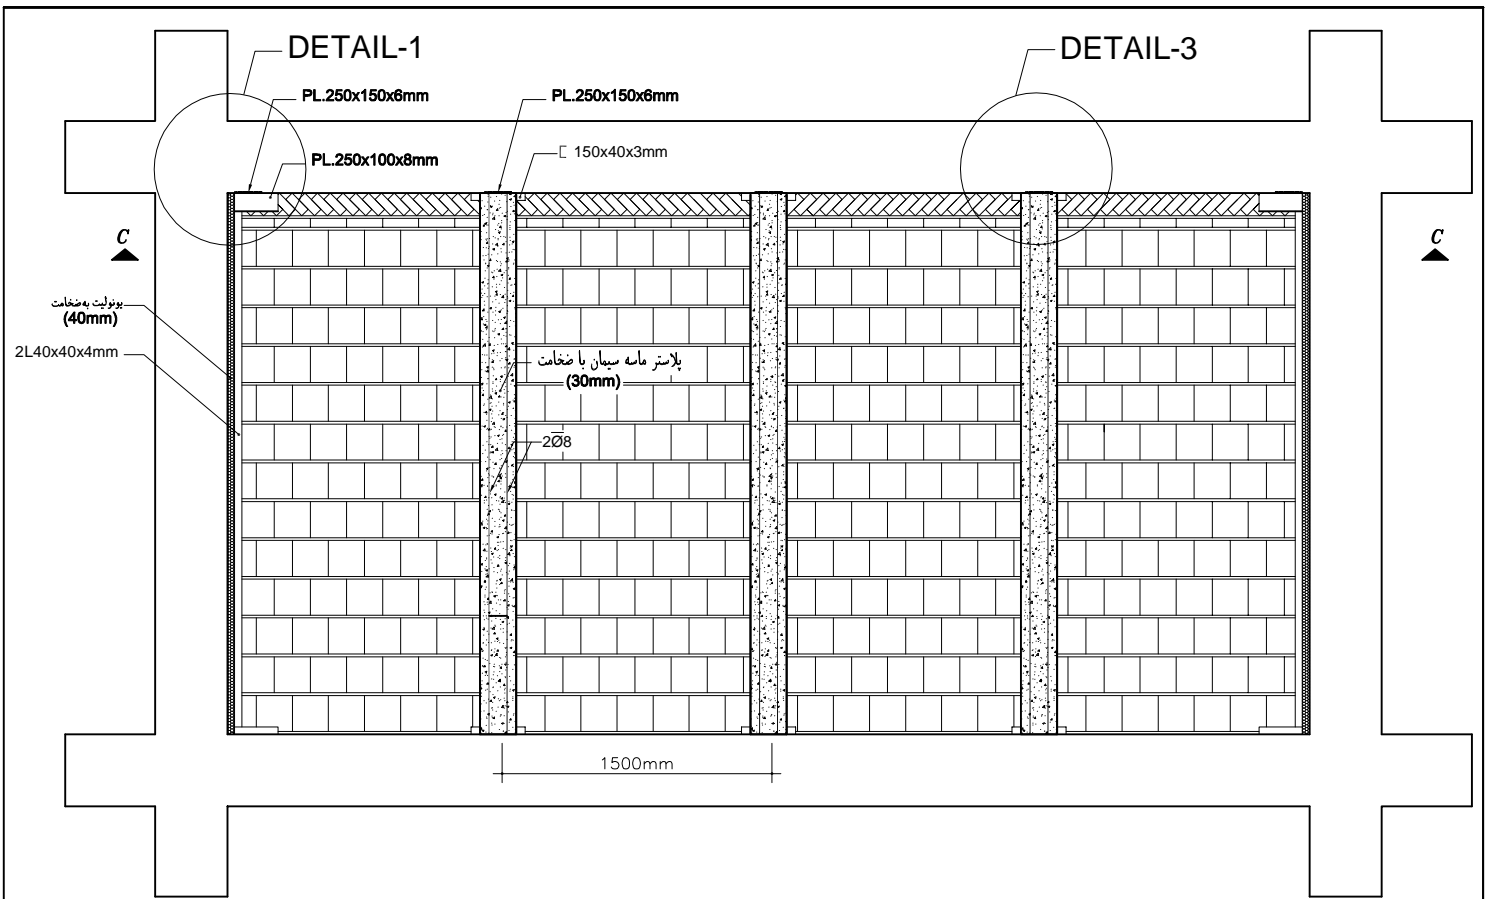 DETAIL-1
DETAIL-3
PL.250x150x6mm
PL.250x150x6mm
[ 150x40x3mm
PL.250x100x8mm
C
C
یونولیت به ضخامت
(40mm)
2L40x40x4mm
پلاستر ماسه سیمان با ضخامت
(30mm)
2Ø8
1500mm